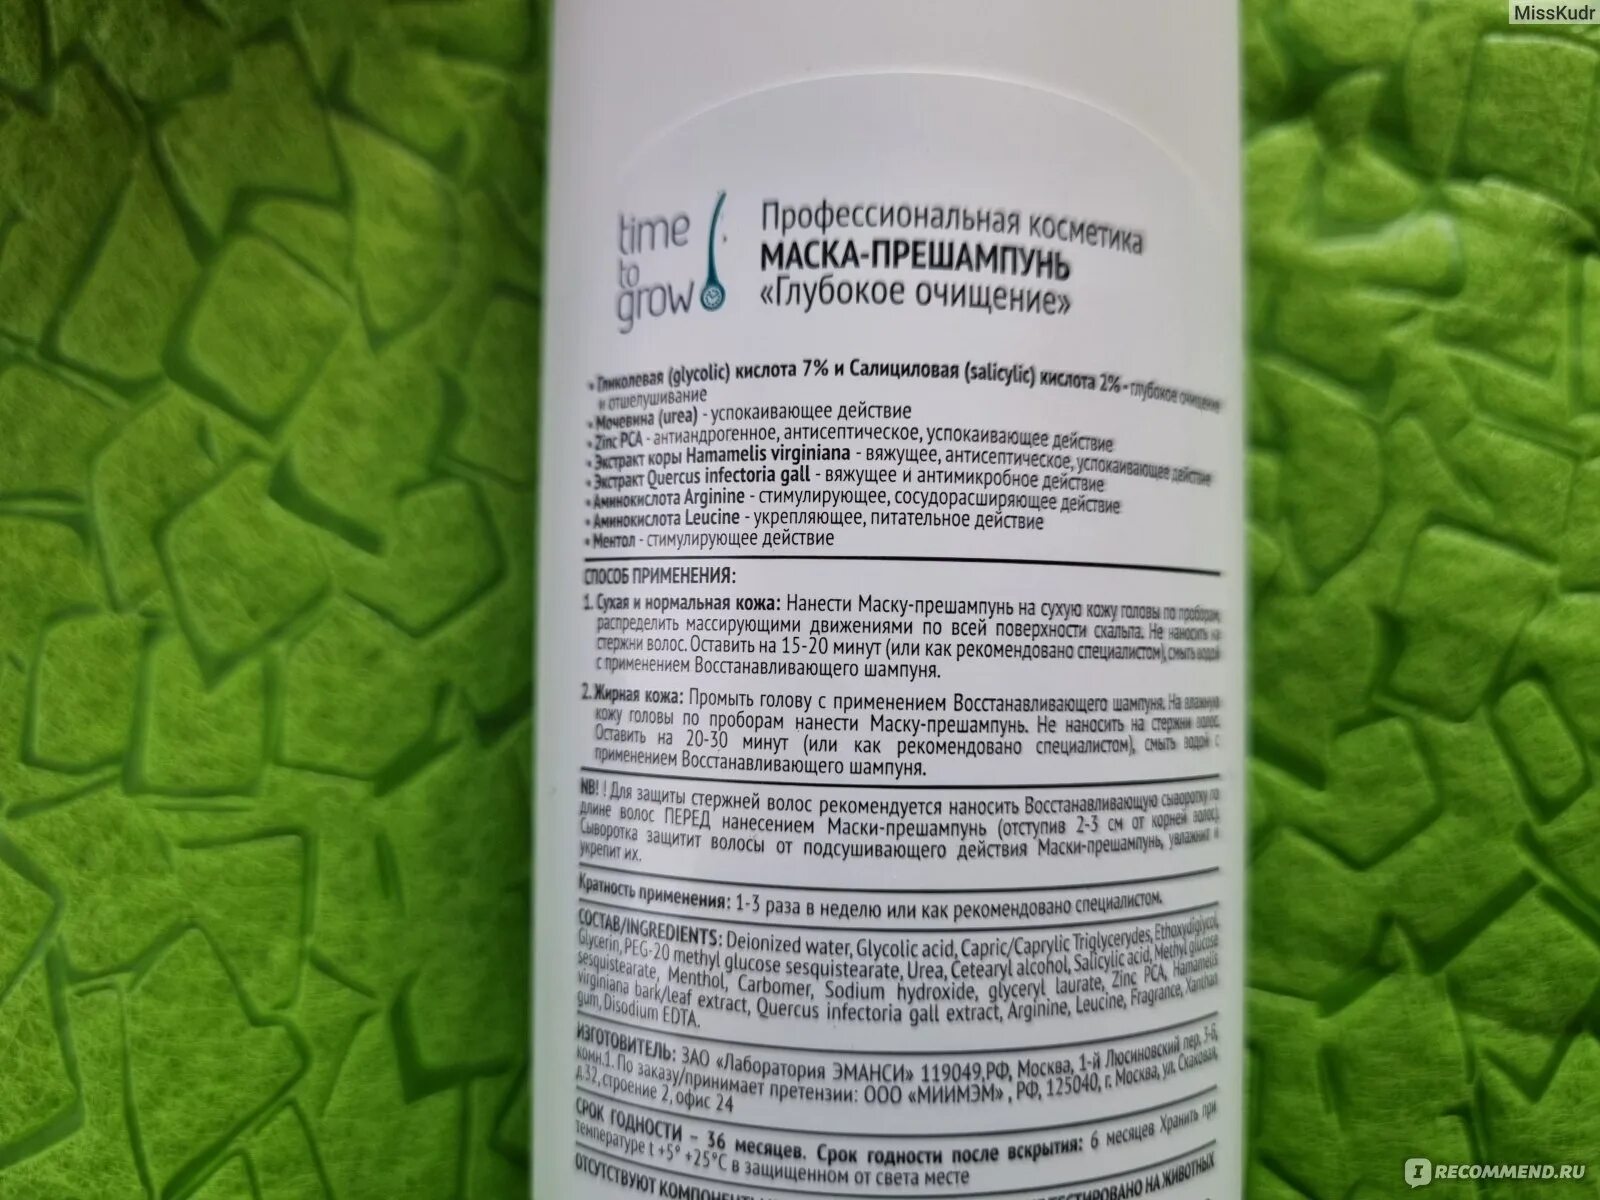 MissKudr
time
to
grow
Профессиональная косметика
МАСКА-ПРЕШАМПУНЬ
«Глубокое очищение»
• Гликолевая (glycolic) кислота 7% и Салициловая (salicylic) кислота 2% - глубокое очищение
и отшелушивание
• Мочевина (urea) - успокаивающее действие
• Zinc PCA - антиандрогенное, антисептическое, успокаивающее действие
• Экстракт коры Hamamelis virginiana - вяжущее, антисептическое, успокаивающее действие
• Экстракт Quercus infectoria gall - вяжущее и антимикробное действие
• Аминокислота Arginine - стимулирующее, сосудорасширяющее действие
• Аминокислота Leucine - укрепляющее, питательное действие
• Ментол - стимулирующее действие
СПОСОБ ПРИМЕНЕНИЯ:
1. Сухая и нормальная кожа: Нанести Маску-прешампунь на сухую кожу головы по проборам,
распределить массирующими движениями по всей поверхности скальпа. Не наносить на
стержни волос. Оставить на 15-20 минут (или как рекомендовано специалистом), смыть водой
с применением Восстанавливающего шампуня.
2. Жирная кожа: Промыть голову с применением Восстанавливающего шампуня. На влажную
кожу головы по проборам нанести Маску-прешампунь. Не наносить на стержни волос.
Оставить на 20-30 минут (или как рекомендовано специалистом), смыть водой с
применением Восстанавливающего шампуня.
NB! ! Для защиты стержней волос рекомендуется наносить Восстанавливающую сыворотку по
длине волос ПЕРЕД нанесением Маски-прешампунь (отступив 2-3 см от корней волос).
Сыворотка защитит волосы от подсушивающего действия Маски-прешампунь, увлажнит и
укрепит их.
Кратность применения: 1-3 раза в неделю или как рекомендовано специалистом.
СОСТАВ/INGREDIENTS: Deionized water, Glycolic acid, Capric/Caprylic Triglycerydes, Ethoxydiglycol,
Glycerin, PEG-20 methyl glucose sesquistearate, Urea, Cetearyl alcohol, Salicylic acid, Methyl glucose
sesquistearate, Menthol, Carbomer, Sodium hydroxide, glyceryl laurate, Zinc PCA, Hamamelis
virginiana bark/leaf extract, Quercus infectoria gall extract, Arginine, Leucine, Fragrance, Xanthan
gum, Disodium EDTA.
ИЗГОТОВИТЕЛЬ: ЗАО «Лаборатория ЭМАНСИ» 119049,РФ, Москва, 1-й Люсиновский пер. 3-б,
комн.1. По заказу/принимает претензии: ООО «МИИМЭМ» , РФ, 125040, г. Москва, ул. Скаковая,
д.32, строение 2, офис 24
СРОК ГОДНОСТИ – 36 месяцев. Срок годности после вскрытия: 6 месяцев Хранить при
температуре t +5° +25°C в защищенном от света месте
ОТСУТСТВУЮТ НА ЖИВОТНЫХ
IRECOMMEND.RU